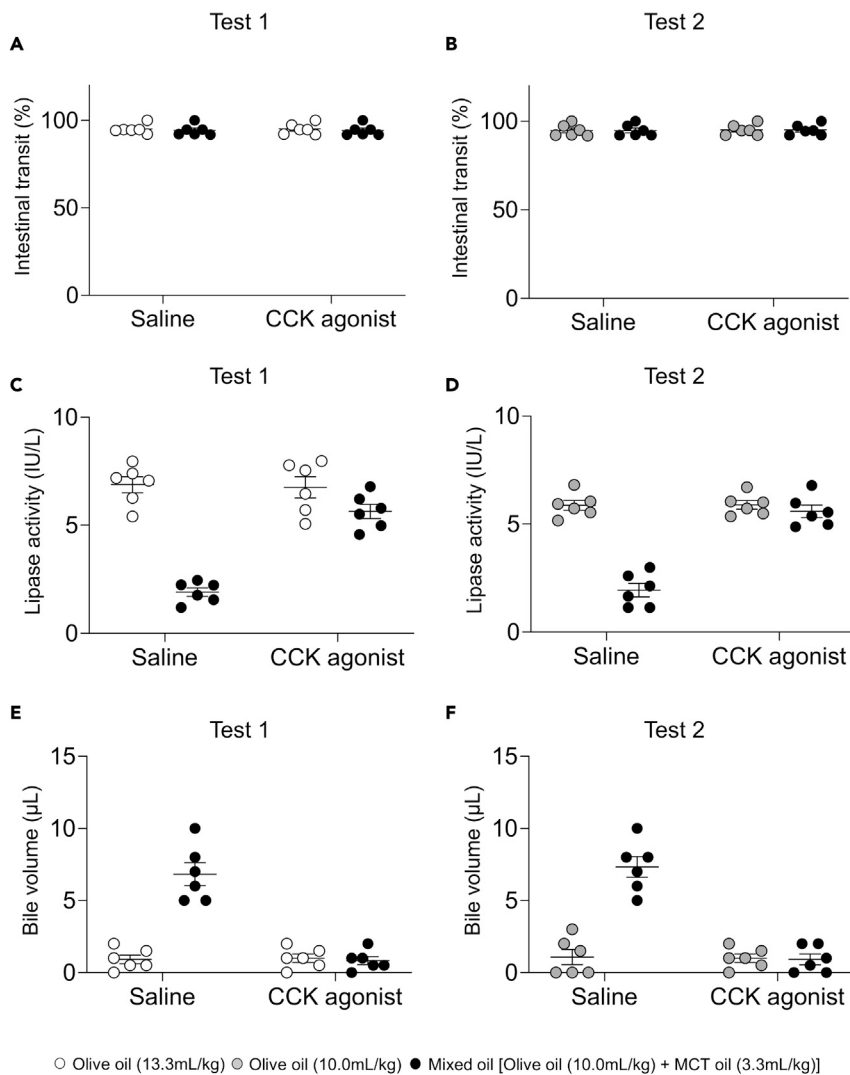 Test 1
Test 2
A
B
Intestinal transit (%)
100
50
0
Saline
CCK agonist
Intestinal transit (%)
100
50
0
Saline
CCK agonist
C
Test 1
D
Test 2
Lipase activity (IU/L)
10
5
0
Saline
CCK agonist
Lipase activity (IU/L)
10
5
0
Saline
CCK agonist
E
Test 1
F
Test 2
Bile volume (µL)
15
10
5
0
Saline
CCK agonist
Bile volume (µL)
15
10
5
0
Saline
CCK agonist
Olive oil (13.3mL/kg) Olive oil (10.0mL/kg) Mixed oil [Olive oil (10.0mL/kg) + MCT oil (3.3mL/kg)]